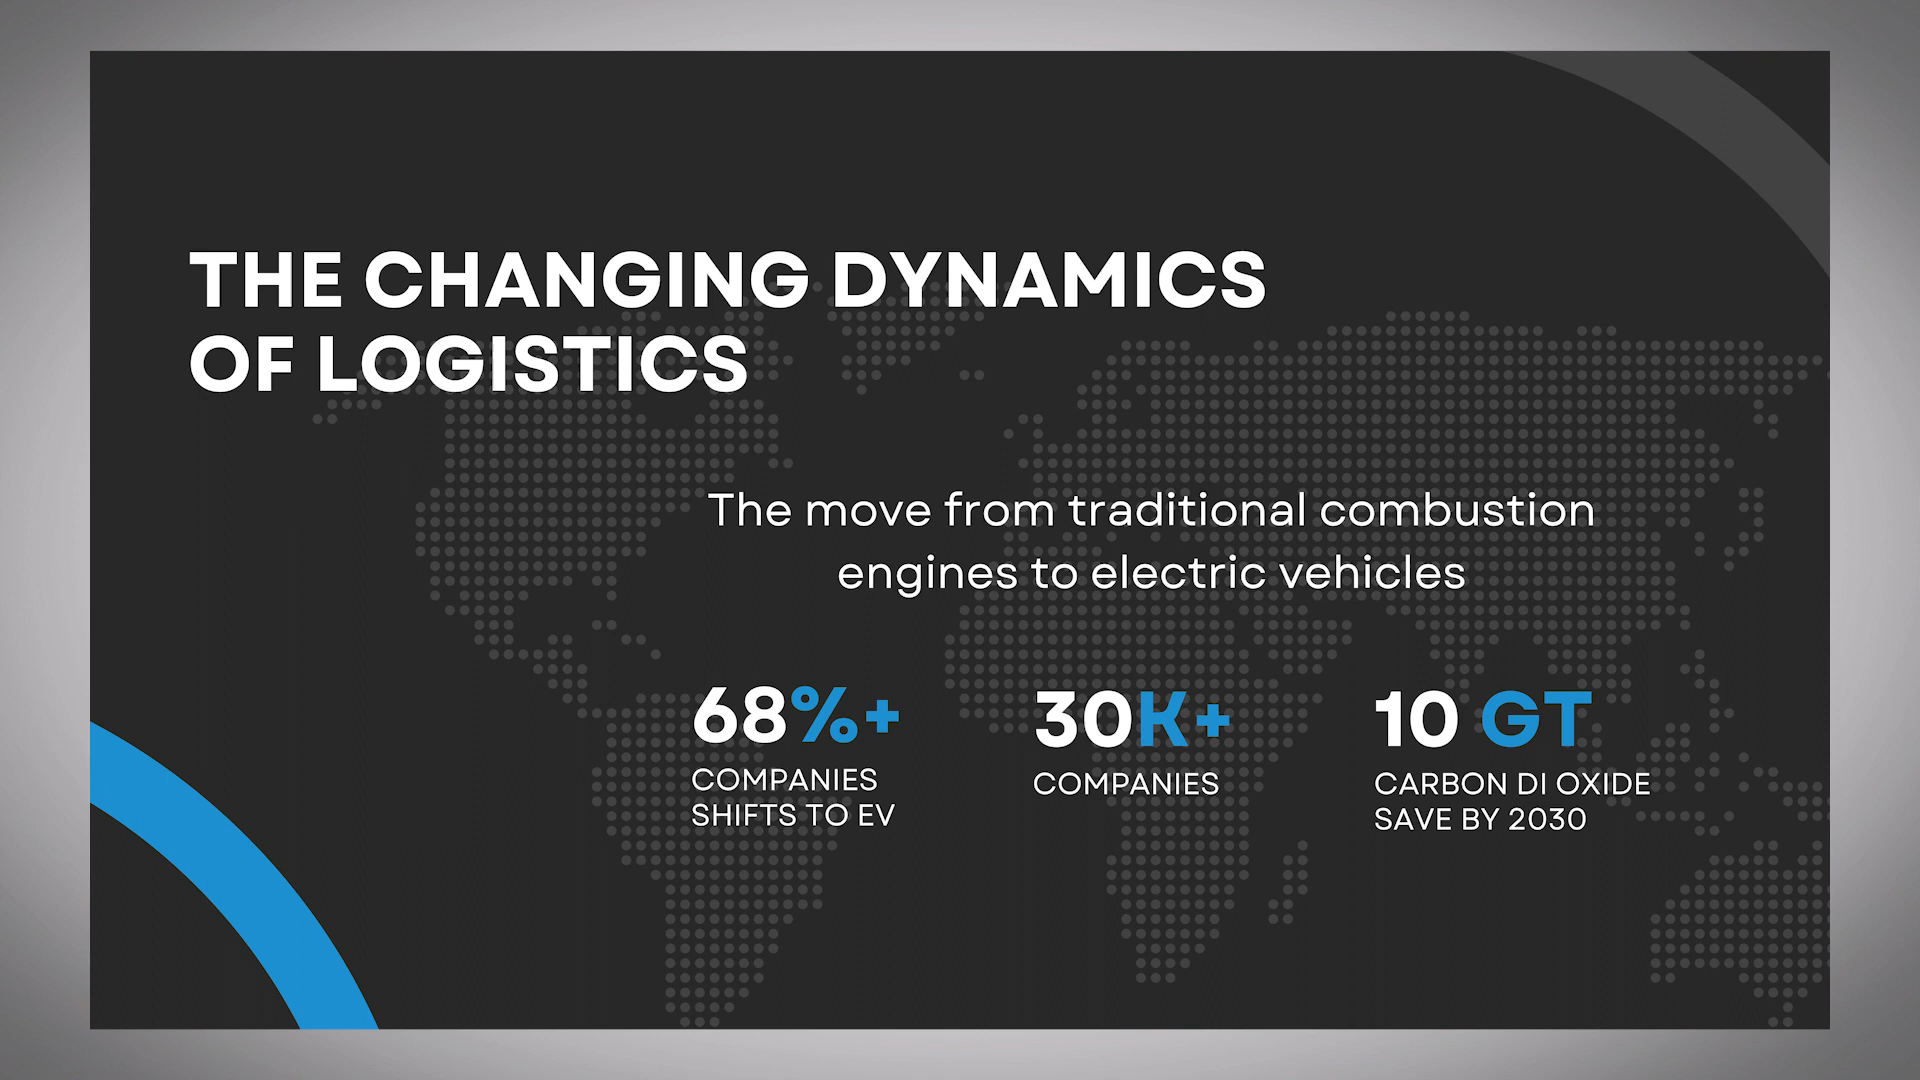 THE CHANGING DYNAMICS
OF LOGISTICS
The move from traditional combustion
engines to electric vehicles
68%+
COMPANIES
SHIFTS TO EV
30K+
COMPANIES
10 GT
CARBON DI OXIDE
SAVE BY 2030